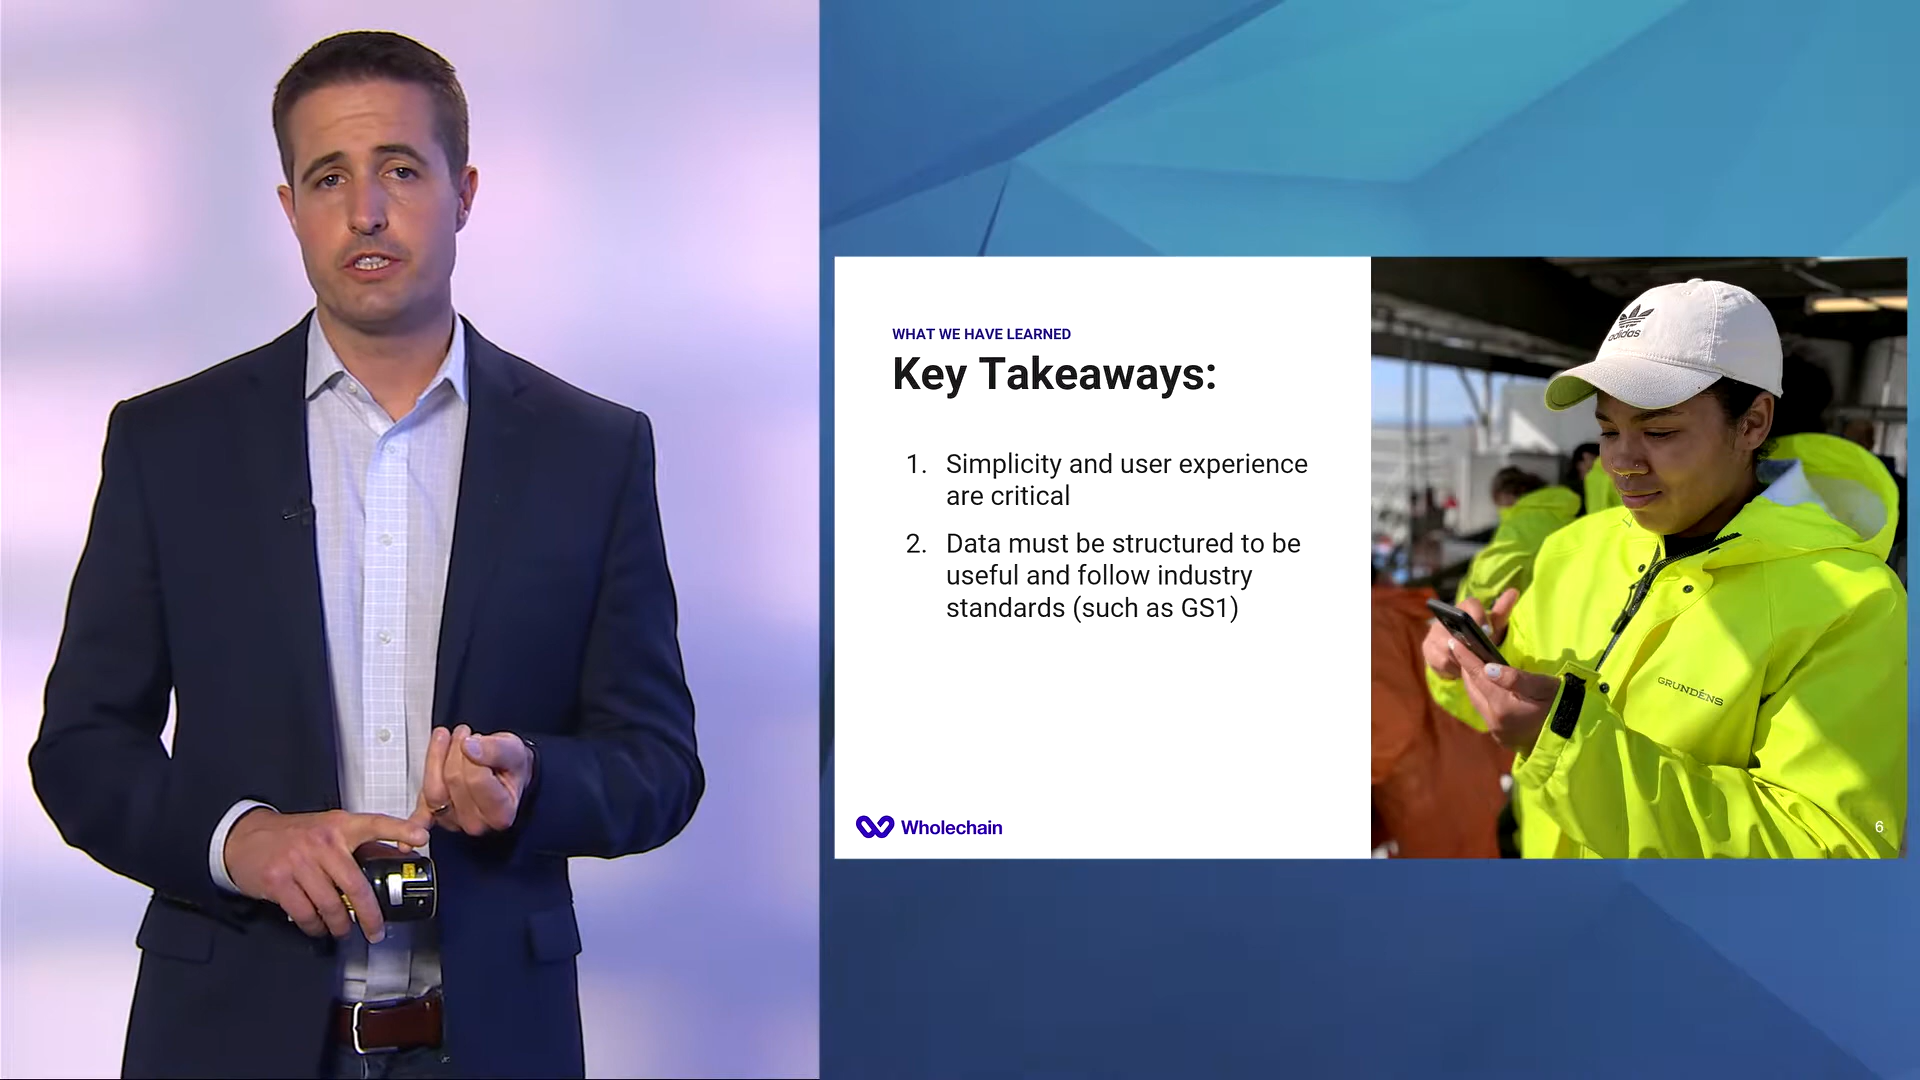 WHAT WE HAVE LEARNED
Key Takeaways:
1. Simplicity and user experience
are critical
2. Data must be structured to be
useful and follow industry
standards (such as GS1)
Wholechain
adidas
GRUNDÉNS
6